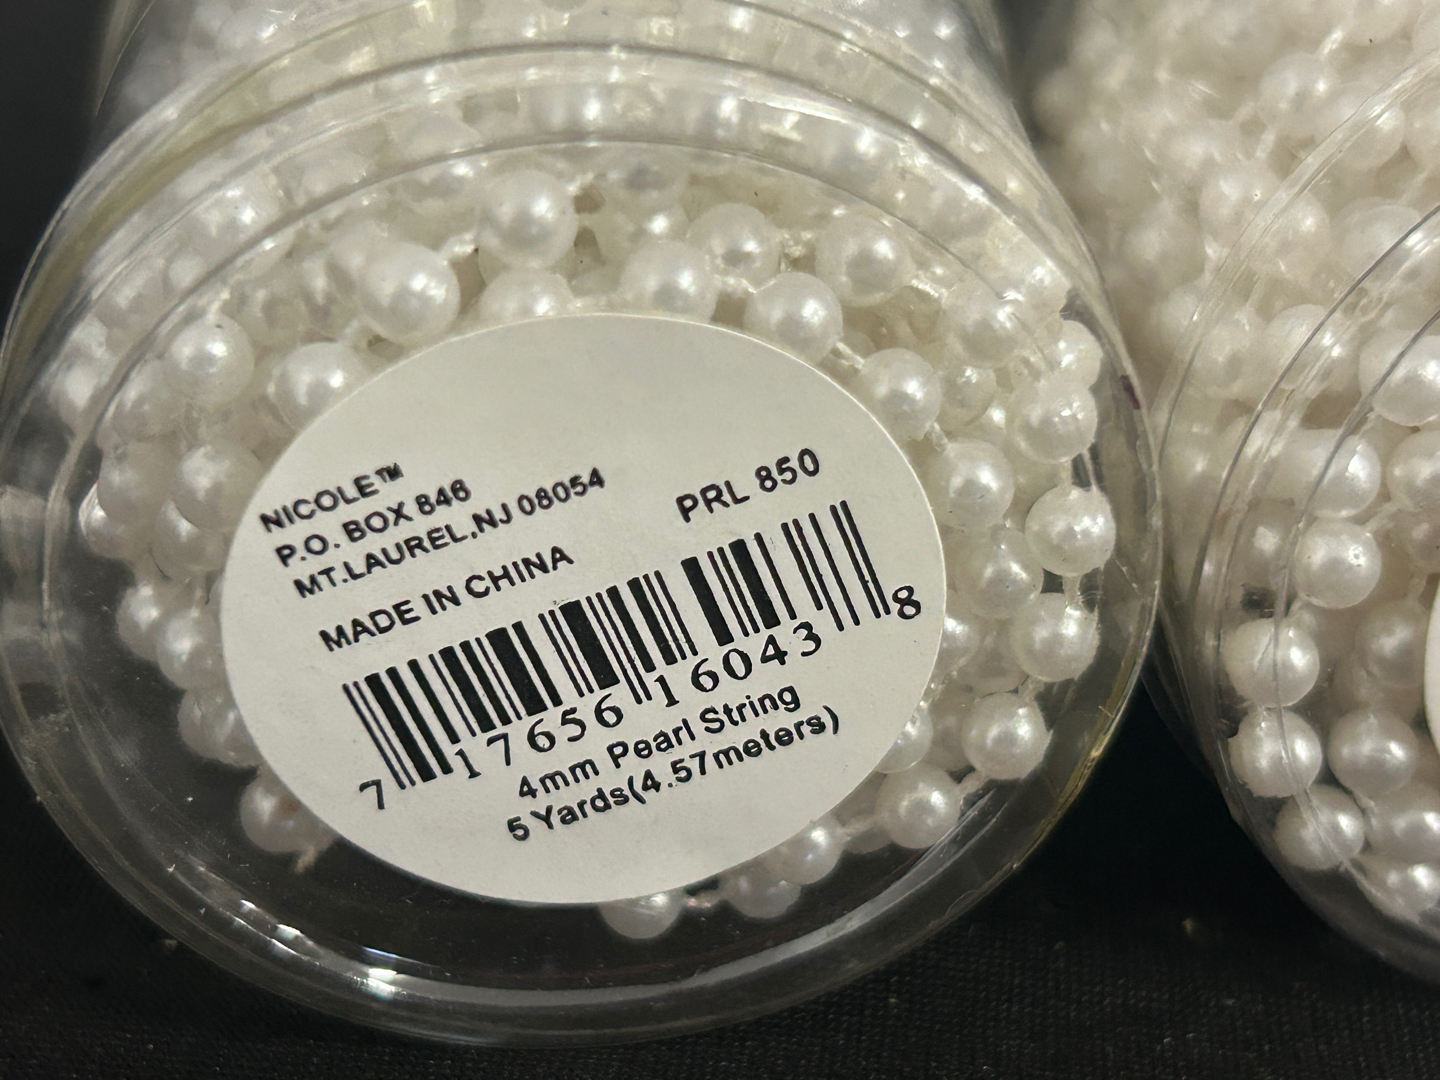 NICOLE™
P.O. BOX 846
MT.LAUREL,NJ 08054
MADE IN CHINA
PRL 850
7 17656 16043 8
4mm Pearl String
5 Yards(4.57meters)